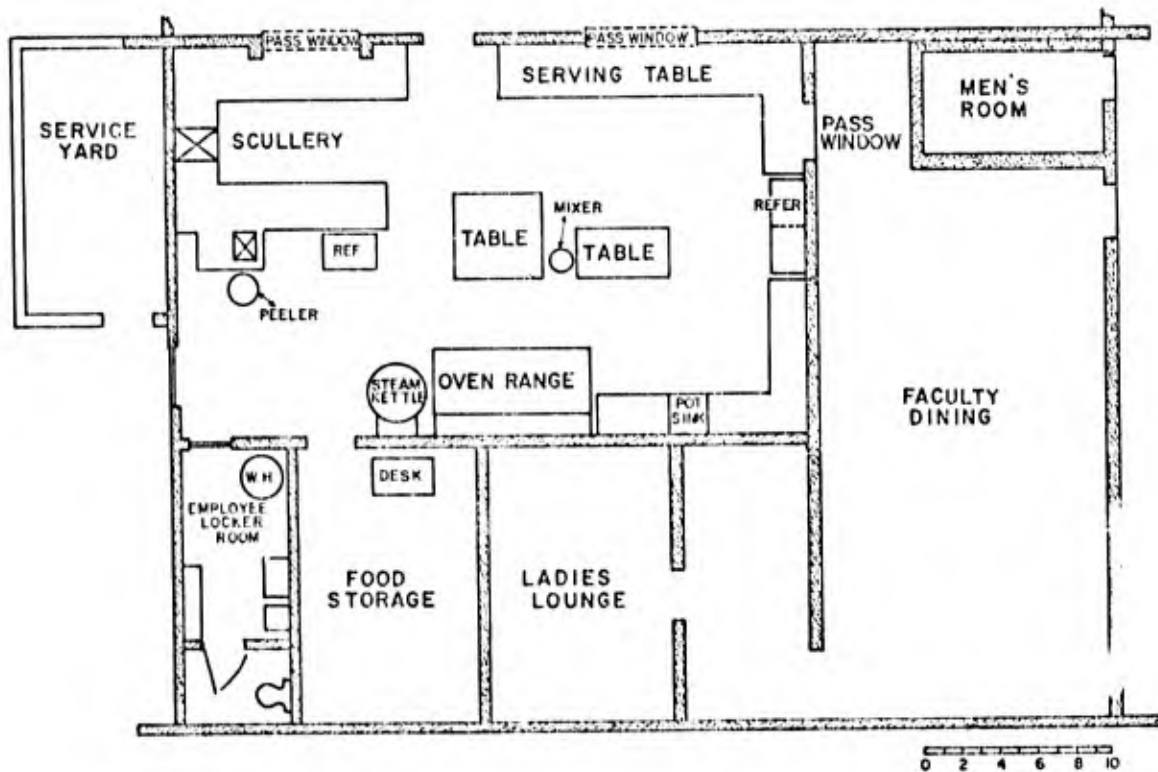 PASS WINDOW
PASS WINDOW
SERVING TABLE
MEN'S
ROOM
SERVICE
YARD
SCULLERY
PASS
WINDOW
REFER
MIXER
TABLE
TABLE
REF
PEELER
STEAM
KETTLE
OVEN RANGE
POT
SINK
FACULTY
DINING
W.H.
DESK
EMPLOYEE
LOCKER
ROOM
FOOD
STORAGE
LADIES
LOUNGE
0 2 4 6 8 10